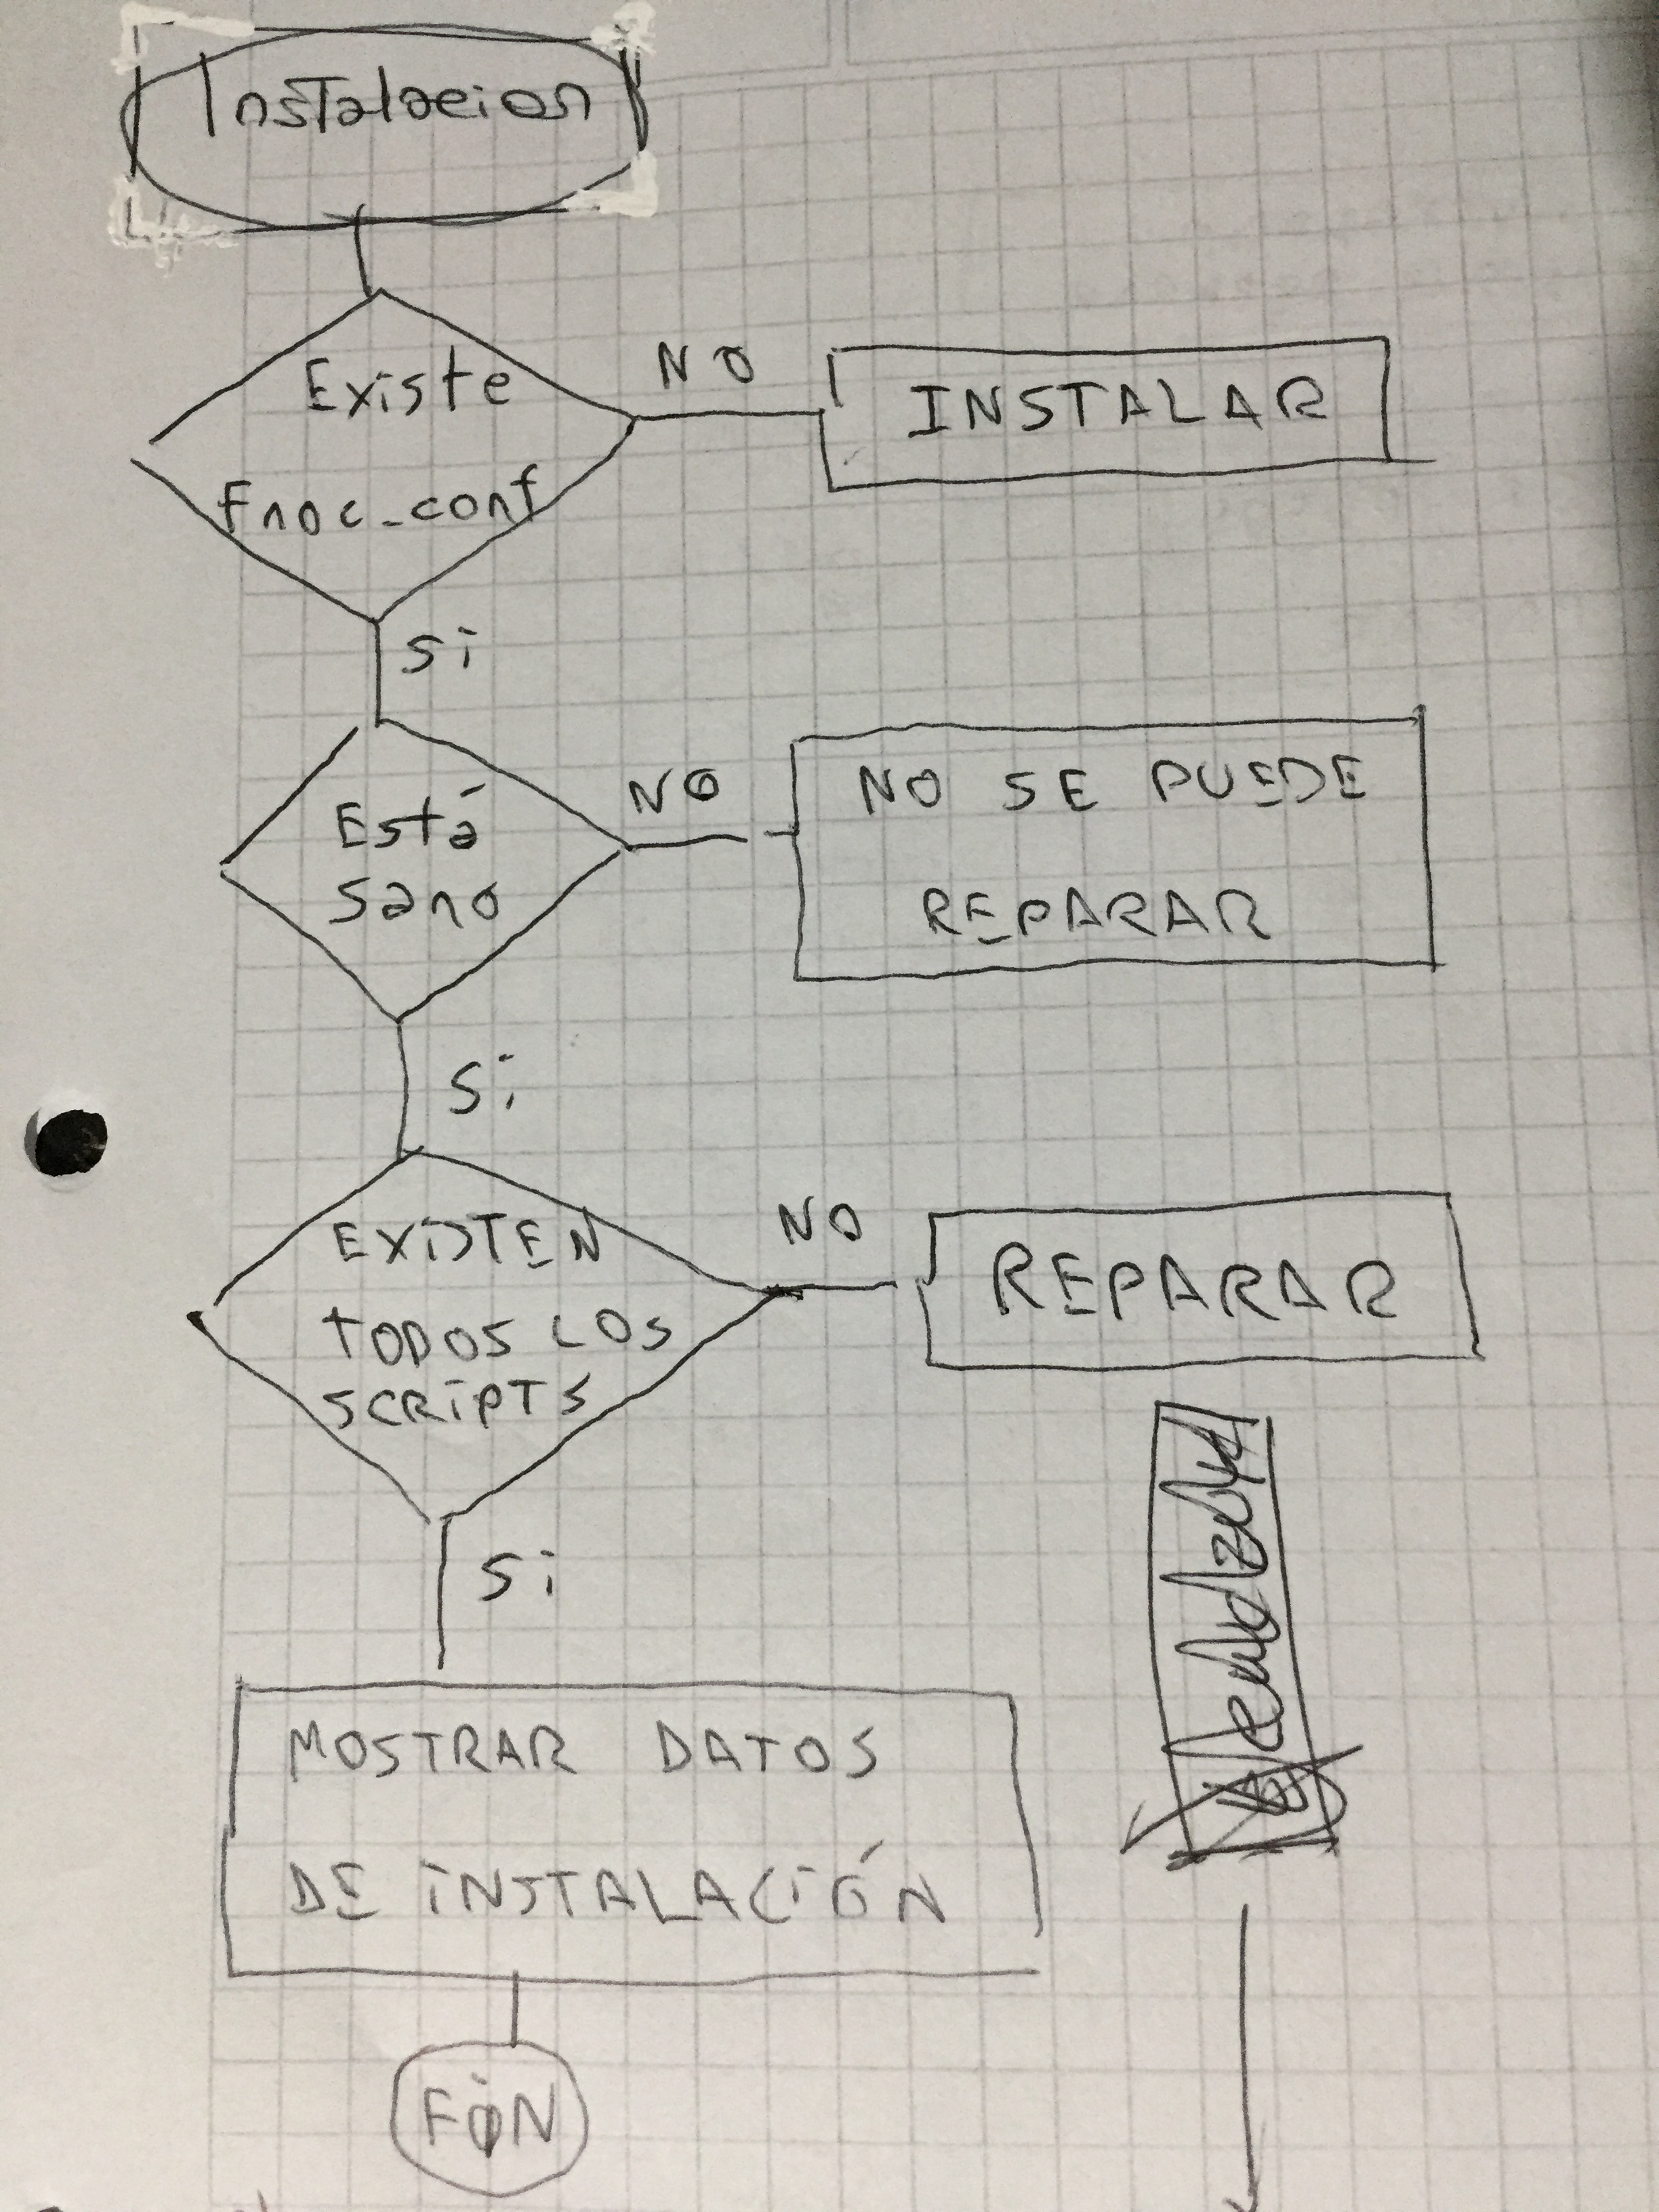 Instalacion
Existe
NO
INSTALAR
fnoc_conf
si
Está
sano
NO
NO SE PUEDE
REPARAR
Si
EXISTEN
TODOS LOS
SCRIPTS
NO
REPARAR
Si
MOSTRAR DATOS
DE INSTALACIÓN
FIN